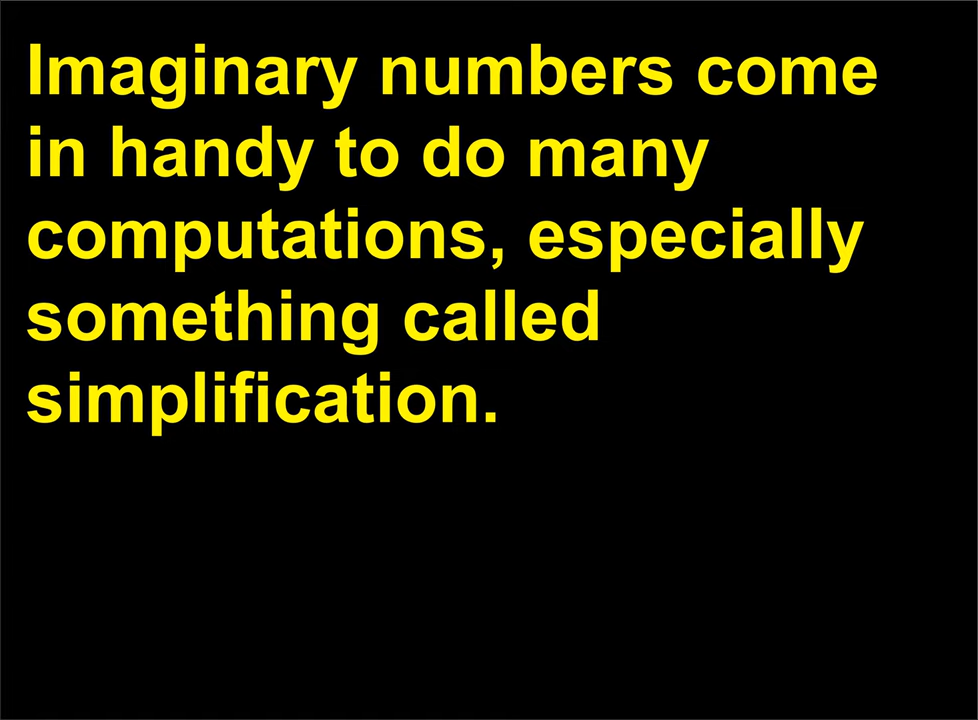 Imaginary numbers come
in handy to do many
computations, especially
something called
simplification.